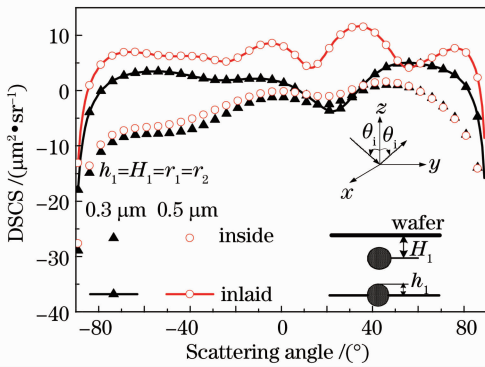 DSCS /(μm²•sr⁻¹)
10
0
−10
−20
−30
−40
h₁=H₁=r₁=r₂
0.3 μm 0.5 μm
inside
inlaid
z
θᵢ θᵢ
y
x
wafer
H₁
h₁
−80 −40 0 40 80
Scattering angle /(°)